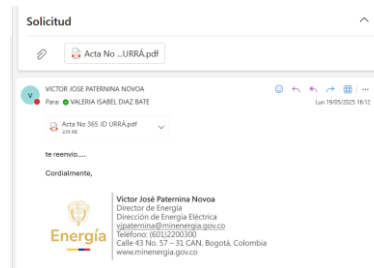 Solicitud
Acta No ...URRÁ.pdf
VICTOR JOSE PATERNINA NOVOA
Para: VALERIA ISABEL DIAZ BATE
Lun 19/05/2025 16:12
V
Acta No 365 JD URRÁ.pdf
229 KB
te reenvio.....
Cordialmente,
Energía
Víctor José Paternina Novoa
Director de Energía
Dirección de Energía Eléctrica
vjpaternina@minenergia.gov.co
Teléfono: (601)2200300
Calle 43 No. 57 – 31 CAN. Bogotá, Colombia
www.minenergia.gov.co